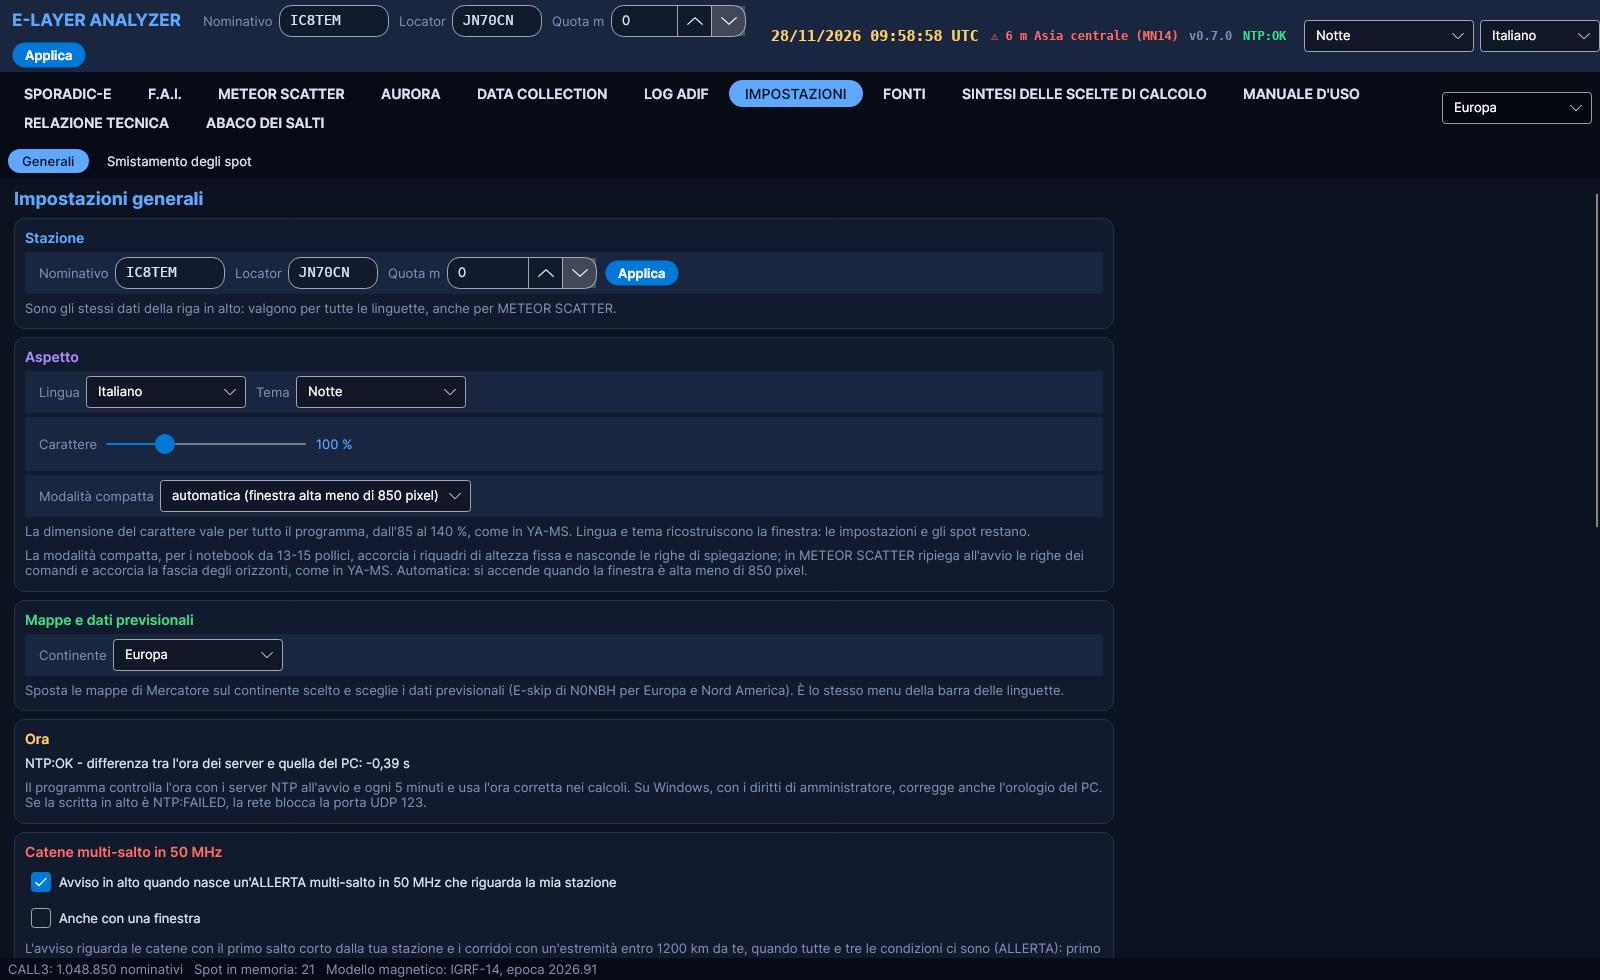 E-LAYER ANALYZER Nominativo IC8TEM Locator JN70CN Quota m 0
28/11/2026 09:58:58 UTC ⚠ 6 m Asia centrale (MN14) v0.7.0 NTP:OK Notte Italiano
Applica
SPORADIC-E F.A.I. METEOR SCATTER AURORA DATA COLLECTION LOG ADIF IMPOSTAZIONI FONTI SINTESI DELLE SCELTE DI CALCOLO MANUALE D'USO
RELAZIONE TECNICA ABACO DEI SALTI
Europa
Generali Smistamento degli spot
Impostazioni generali
Stazione
Nominativo IC8TEM Locator JN70CN Quota m 0 Applica
Sono gli stessi dati della riga in alto: valgono per tutte le linguette, anche per METEOR SCATTER.
Aspetto
Lingua Italiano Tema Notte
Carattere 100 %
Modalità compatta automatica (finestra alta meno di 850 pixel)
La dimensione del carattere vale per tutto il programma, dall'85 al 140 %, come in YA-MS. Lingua e tema ricostruiscono la finestra: le impostazioni e gli spot restano.
La modalità compatta, per i notebook da 13-15 pollici, accorcia i riquadri di altezza fissa e nasconde le righe di spiegazione; in METEOR SCATTER ripiega all'avvio le righe dei
comandi e accorcia la fascia degli orizzonti, come in YA-MS. Automatica: si accende quando la finestra è alta meno di 850 pixel.
Mappe e dati previsionali
Continente Europa
Sposta le mappe di Mercatore sul continente scelto e sceglie i dati previsionali (E-skip di N0NBH per Europa e Nord America). È lo stesso menu della barra delle linguette.
Ora
NTP:OK - differenza tra l'ora dei server e quella del PC: -0,39 s
Il programma controlla l'ora con i server NTP all'avvio e ogni 5 minuti e usa l'ora corretta nei calcoli. Su Windows, con i diritti di amministratore, corregge anche l'orologio del PC.
Se la scritta in alto è NTP:FAILED, la rete blocca la porta UDP 123.
Catene multi-salto in 50 MHz
Avviso in alto quando nasce un'ALLERTA multi-salto in 50 MHz che riguarda la mia stazione
Anche con una finestra
L'avviso riguarda le catene con il primo salto corto dalla tua stazione e i corridoi con un'estremità entro 1200 km da te, quando tutte e tre le condizioni ci sono (ALLERTA): primo
CALL3: 1.048.850 nominativi Spot in memoria: 21 Modello magnetico: IGRF-14, epoca 2026.91